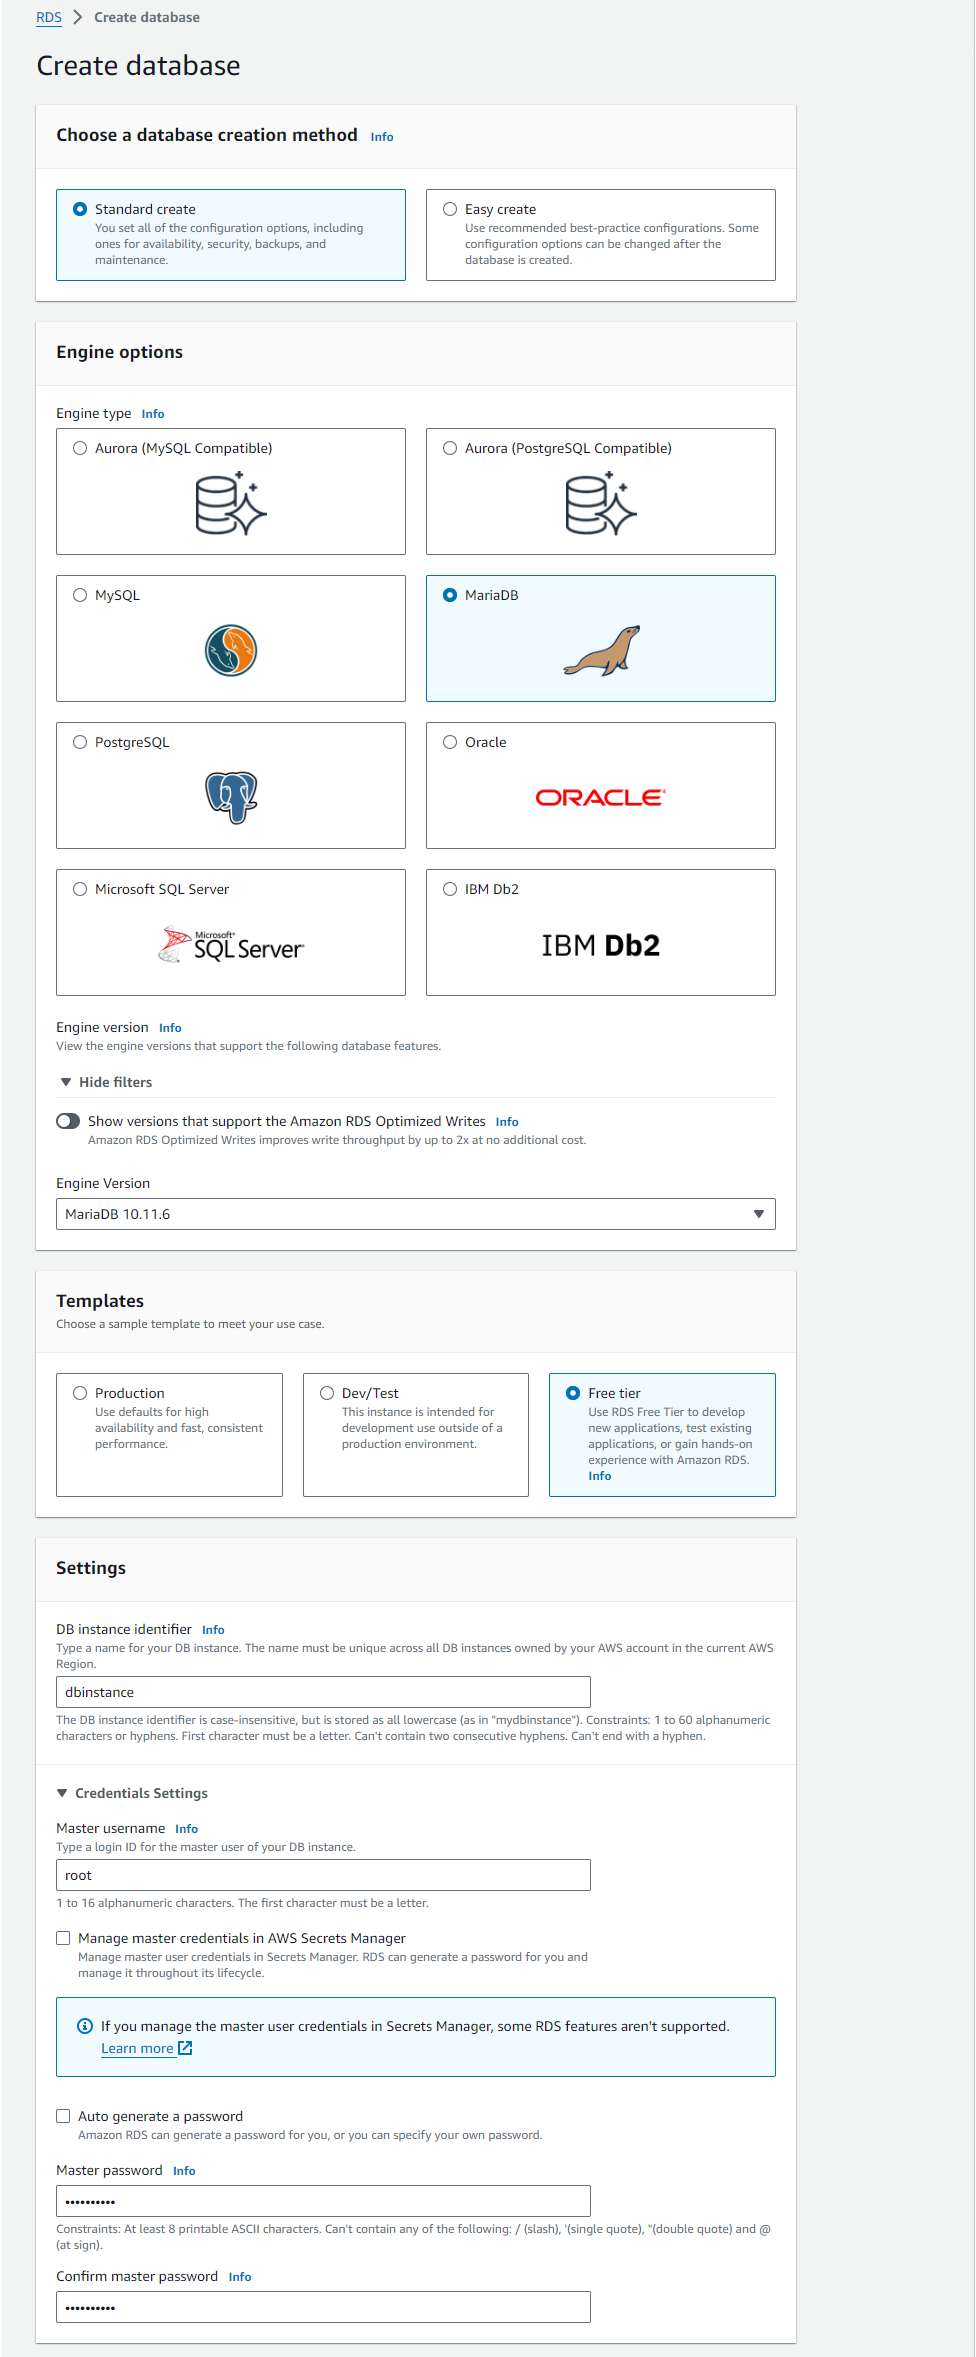 RDS > Create database
Create database
Choose a database creation method Info
Standard create
You set all of the configuration options, including
ones for availability, security, backups, and
maintenance.
Easy create
Use recommended best-practice configurations. Some
configuration options can be changed after the
database is created.
Engine options
Engine type Info
Aurora (MySQL Compatible)
Aurora (PostgreSQL Compatible)
MySQL
MariaDB
PostgreSQL
Oracle
ORACLE
Microsoft SQL Server
Microsoft
SQL Server
IBM Db2
IBM Db2
Engine version Info
View the engine versions that support the following database features.
Hide filters
Show versions that support the Amazon RDS Optimized Writes Info
Amazon RDS Optimized Writes improves write throughput by up to 2x at no additional cost.
Engine Version
MariaDB 10.11.6
Templates
Choose a sample template to meet your use case.
Production
Use defaults for high
availability and fast, consistent
performance.
Dev/Test
This instance is intended for
development use outside of a
production environment.
Free tier
Use RDS Free Tier to develop
new applications, test existing
applications, or gain hands-on
experience with Amazon RDS.
Info
Settings
DB instance identifier Info
Type a name for your DB instance. The name must be unique across all DB instances owned by your AWS account in the current AWS
Region.
dbinstance
The DB instance identifier is case-insensitive, but is stored as all lowercase (as in "mydbinstance"). Constraints: 1 to 60 alphanumeric
characters or hyphens. First character must be a letter. Can't contain two consecutive hyphens. Can't end with a hyphen.
Credentials Settings
Master username Info
Type a login ID for the master user of your DB instance.
root
1 to 16 alphanumeric characters. The first character must be a letter.
Manage master credentials in AWS Secrets Manager
Manage master user credentials in Secrets Manager. RDS can generate a password for you and
manage it throughout its lifecycle.
If you manage the master user credentials in Secrets Manager, some RDS features aren't supported.
Learn more
Auto generate a password
Amazon RDS can generate a password for you, or you can specify your own password.
Master password Info
••••••••••
Constraints: At least 8 printable ASCII characters. Can't contain any of the following: / (slash), '(single quote), "(double quote) and @
(at sign).
Confirm master password Info
••••••••••